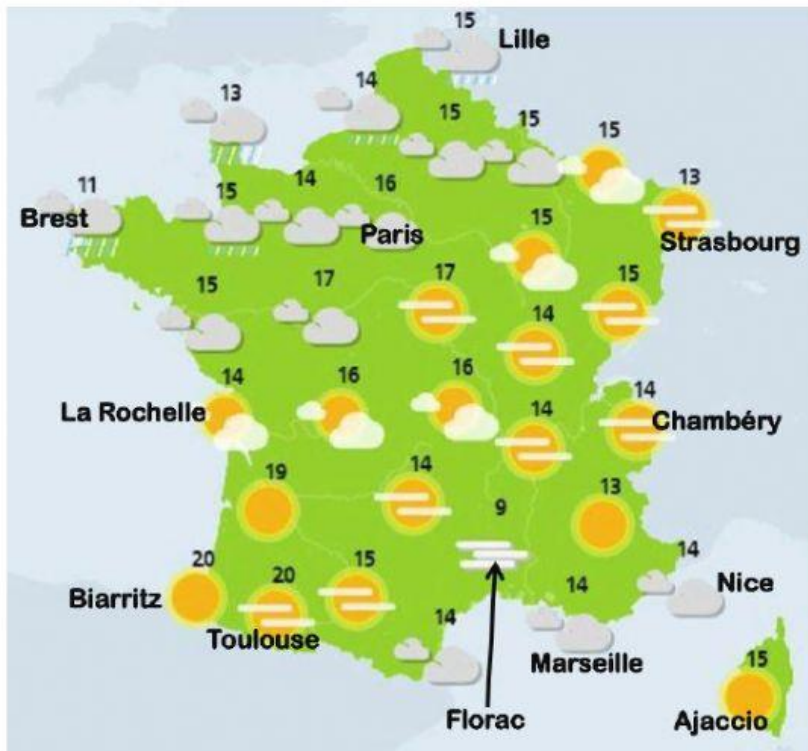 15
Lille
14
13
15
15
15
13
11
Brest
15
14
16
Paris
15
Strasbourg
15
17
17
14
15
14
La Rochelle
16
16
14
14
Chambéry
19
14
9
13
20
Biarritz
20
Toulouse
15
14
14
Marseille
14
Nice
Florac
15
Ajaccio